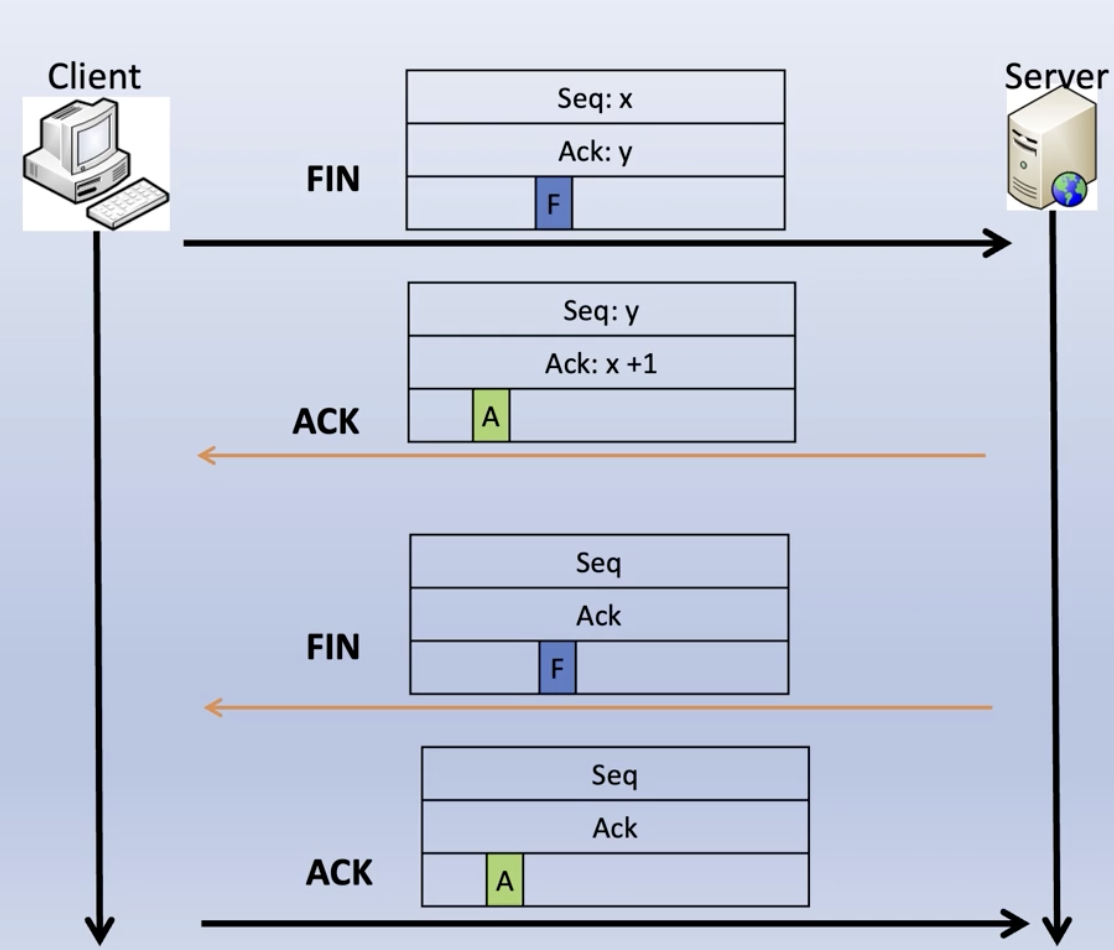 Client
Server
Seq: x
Ack: y
FIN
F
Seq: y
Ack: x +1
ACK
A
Seq
Ack
FIN
F
Seq
Ack
ACK
A